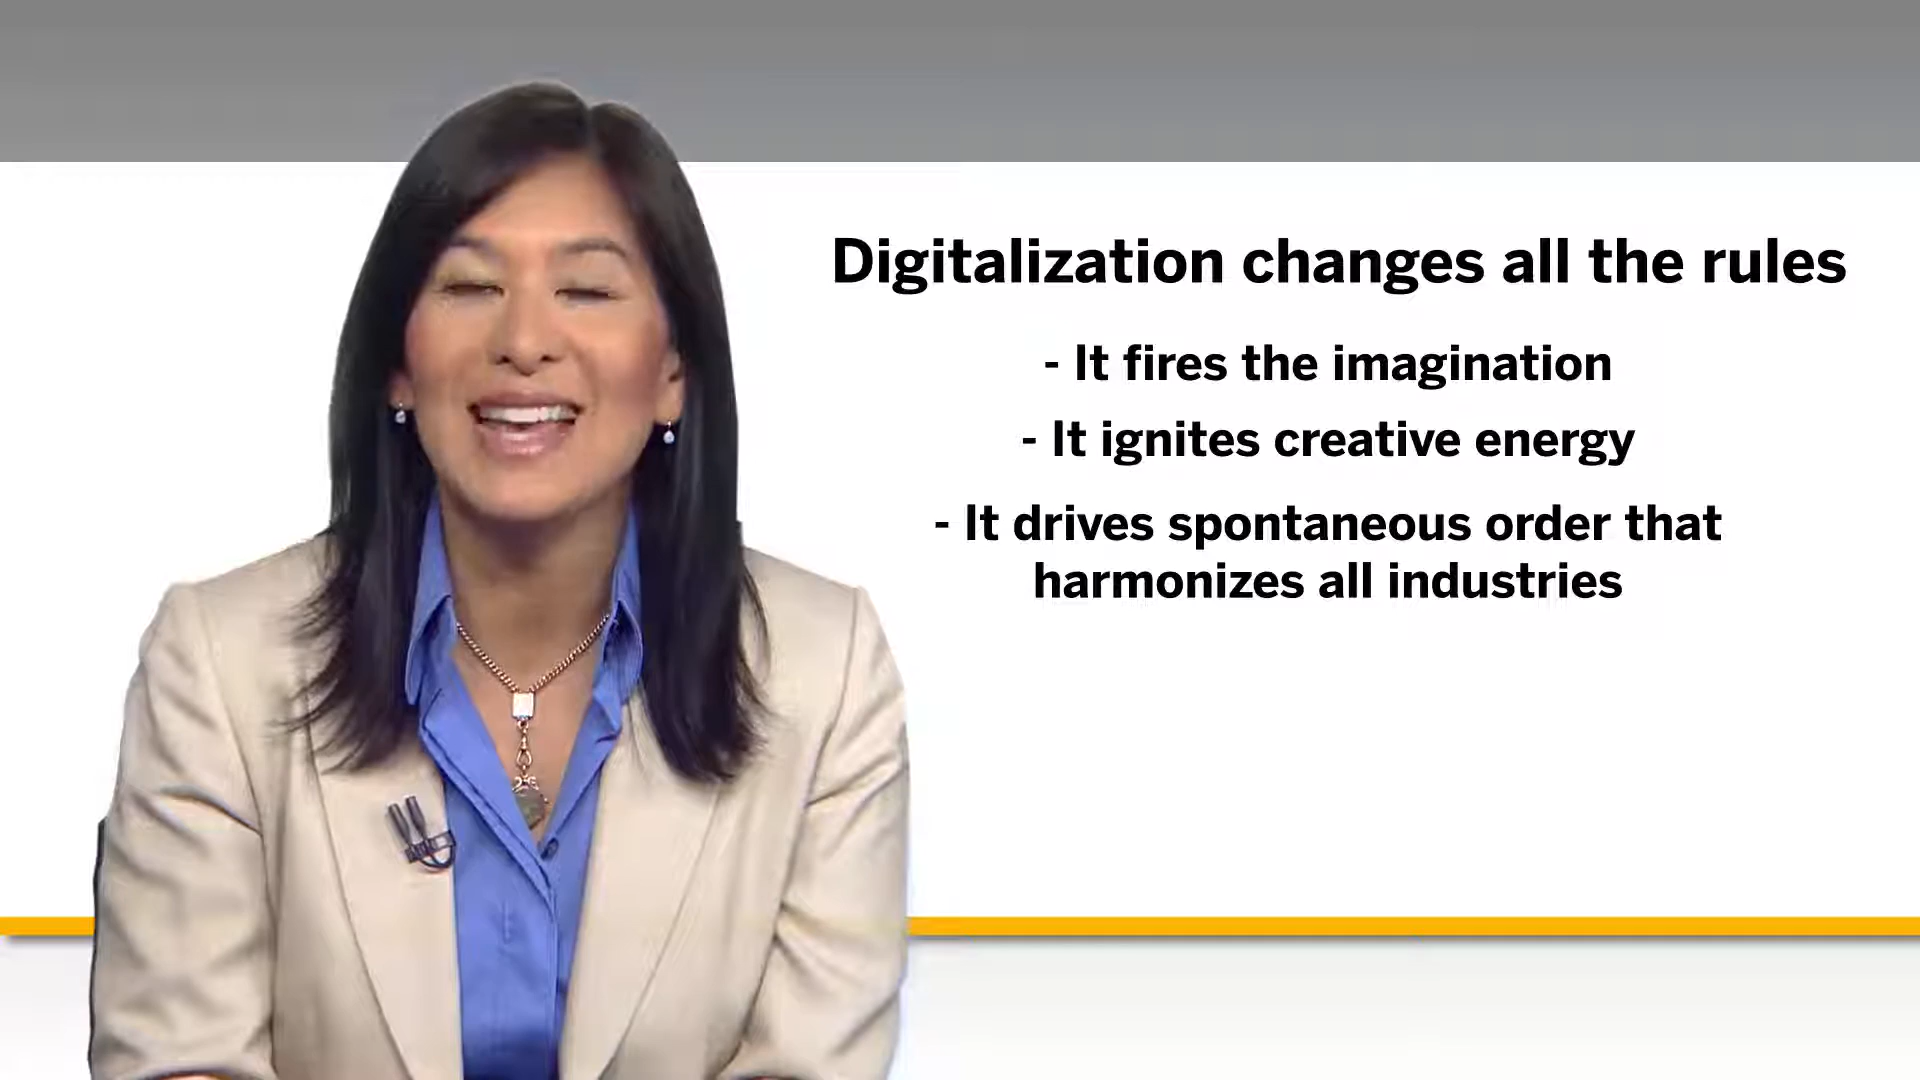 Digitalization changes all the rules
- It fires the imagination
- It ignites creative energy
- It drives spontaneous order that
harmonizes all industries